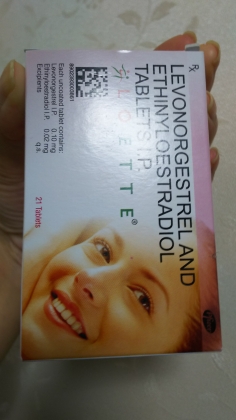 Rx
LEVONORGESTREL AND
ETHINYLOESTRADIOL
TABLETS I.P.
LOETTE®
Each uncoated tablet contains:
Levonorgestrel I.P. 0.10 mg
Ethinyloestradiol I.P. 0.02 mg
Excipients q.s.
21 Tablets
Pfizer